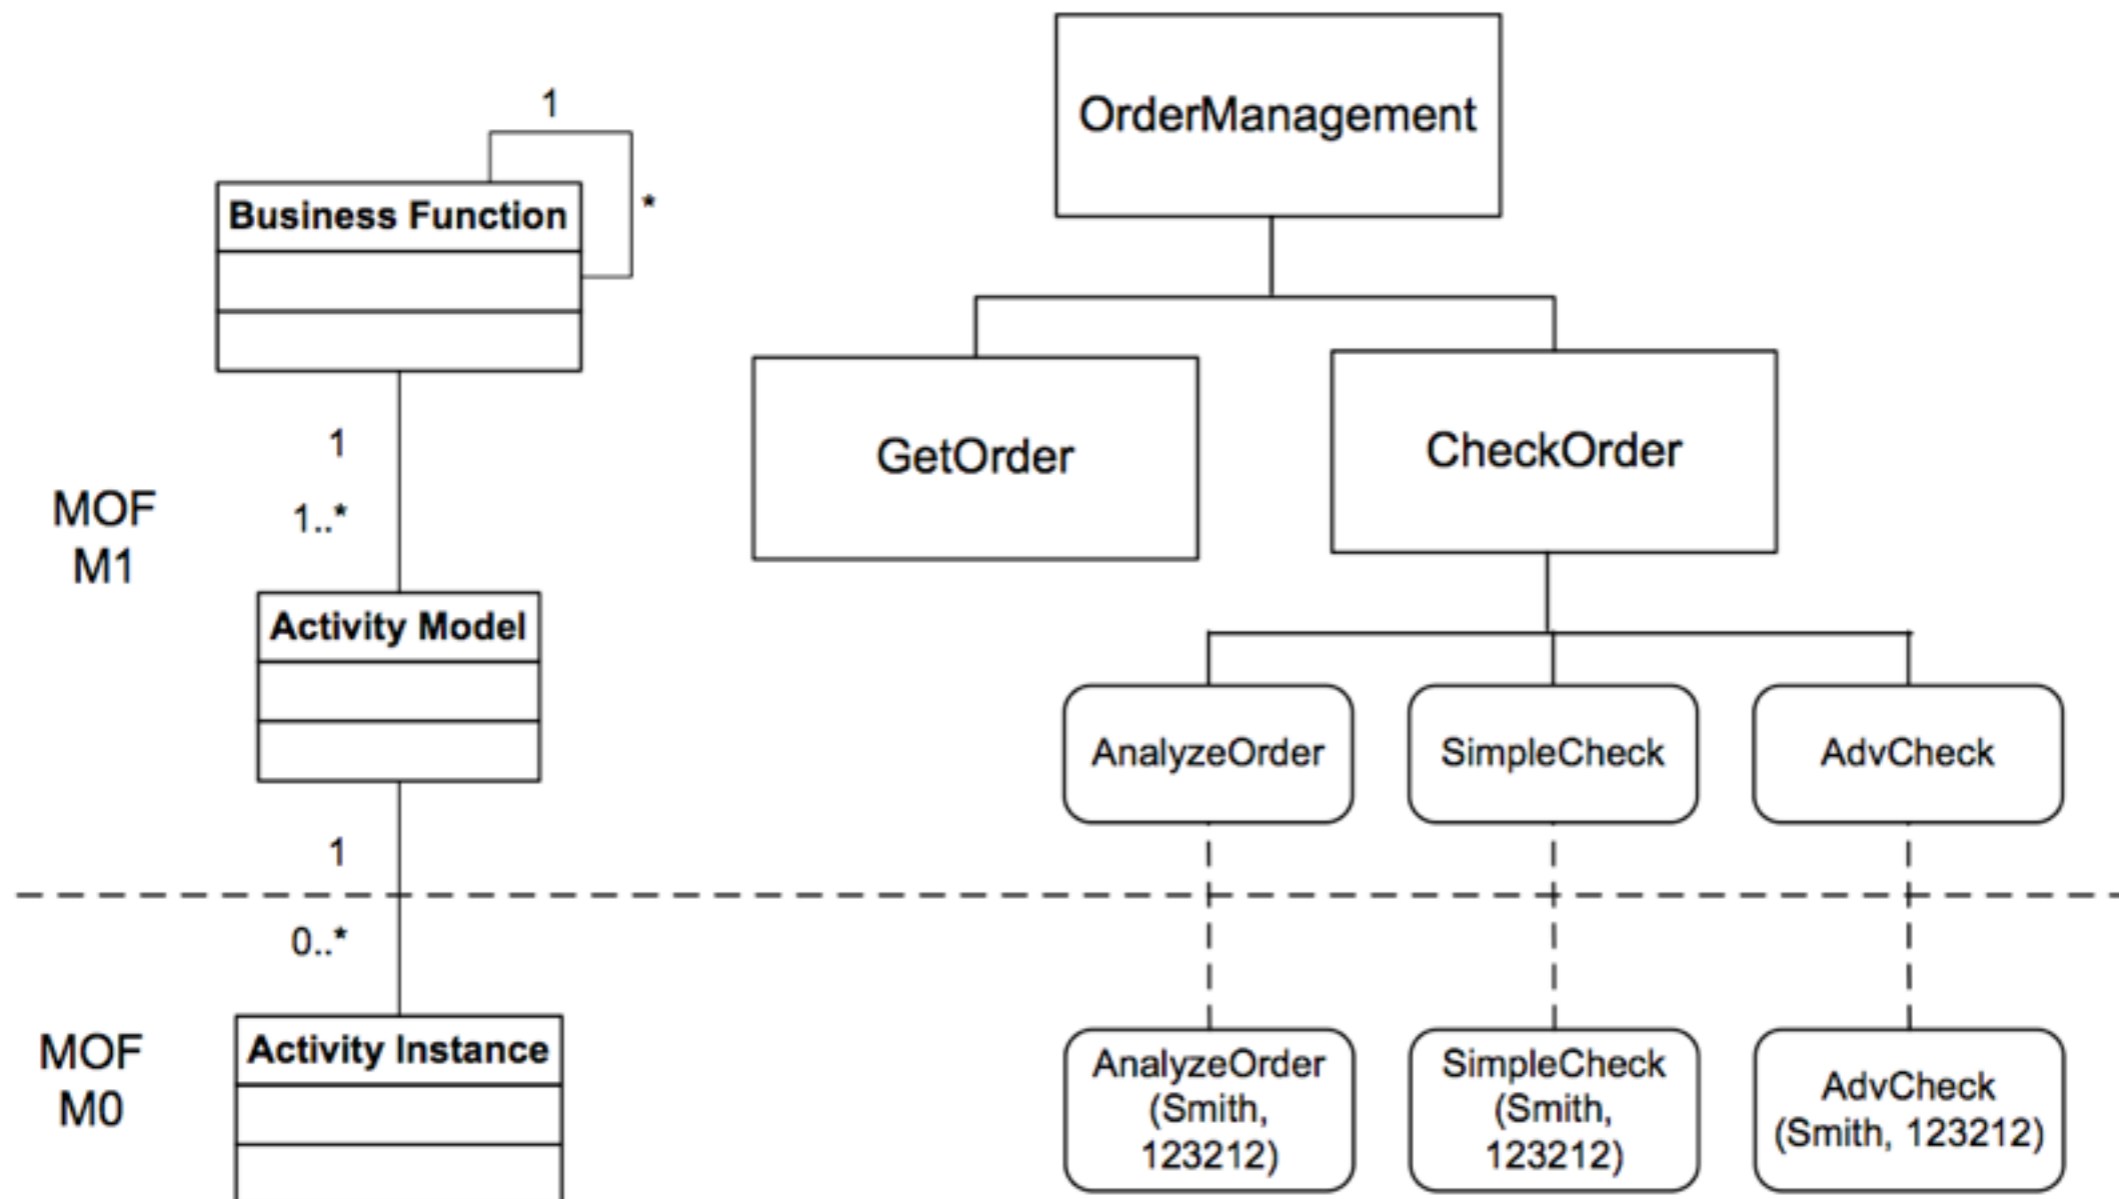 OrderManagement
1
*
Business Function
GetOrder
CheckOrder
1
1..*
MOF
M1
Activity Model
AnalyzeOrder
SimpleCheck
AdvCheck
1
0..*
MOF
M0
Activity Instance
AnalyzeOrder
(Smith,
123212)
SimpleCheck
(Smith,
123212)
AdvCheck
(Smith, 123212)